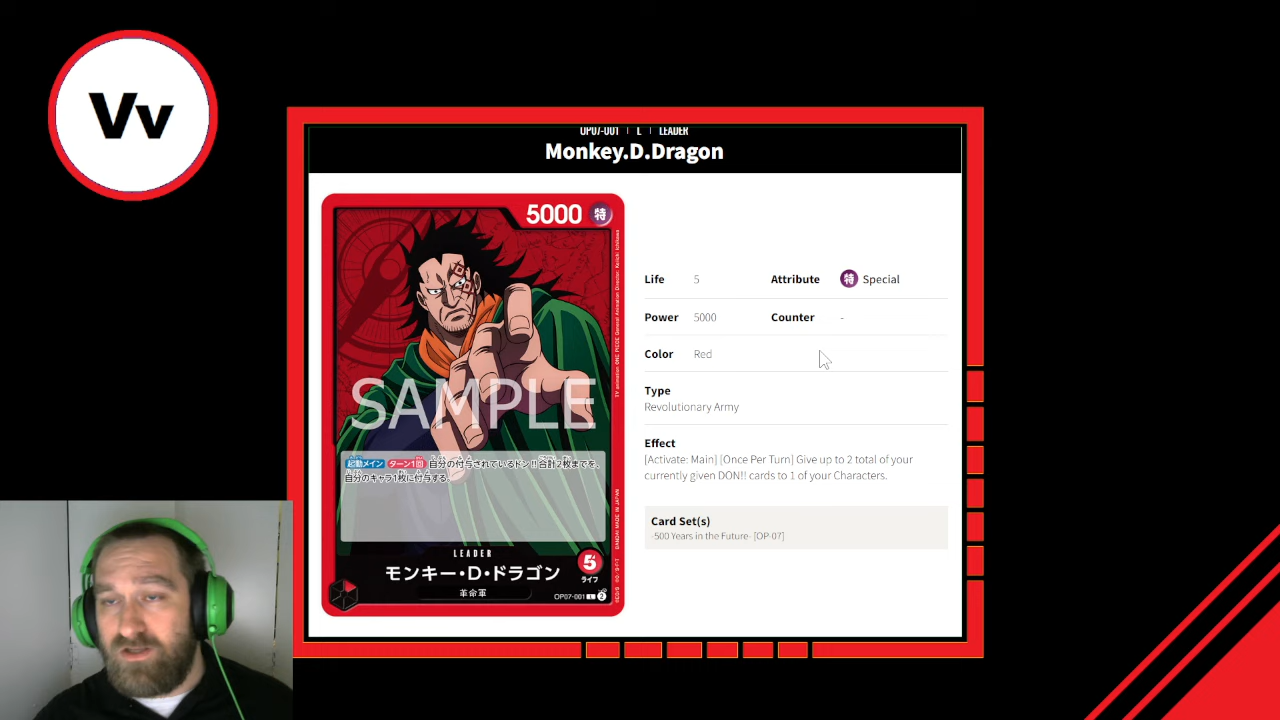 Vv
OP07-001 | L | LEADER
Monkey.D.Dragon
5000 特
SAMPLE
起動メイン ターン1回 自分の付与されているドン!!合計2枚までを、
自分のキャラ1枚に付与する。
LEADER
モンキー・D・ドラゴン
5
ライフ
革命軍
OP07-001 L 2
Life 5 Attribute 特 Special
Power 5000 Counter -
Color Red
Type
Revolutionary Army
Effect
[Activate: Main] [Once Per Turn] Give up to 2 total of your
currently given DON!! cards to 1 of your Characters.
Card Set(s)
-500 Years in the Future- [OP-07]